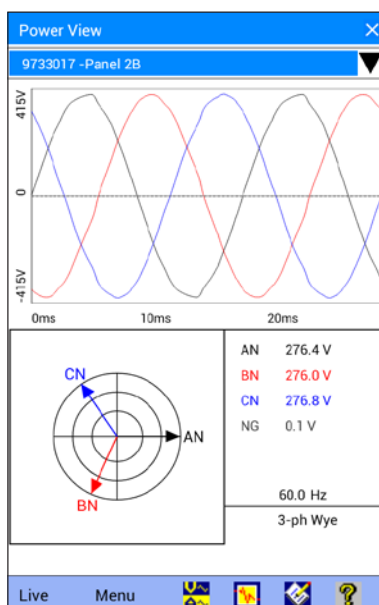 Power View ×
9733017 -Panel 2B
415V
0
-415V
0ms 10ms 20ms
CN
AN
BN
AN 276.4 V
BN 276.0 V
CN 276.8 V
NG 0.1 V
60.0 Hz
3-ph Wye
Live Menu ?